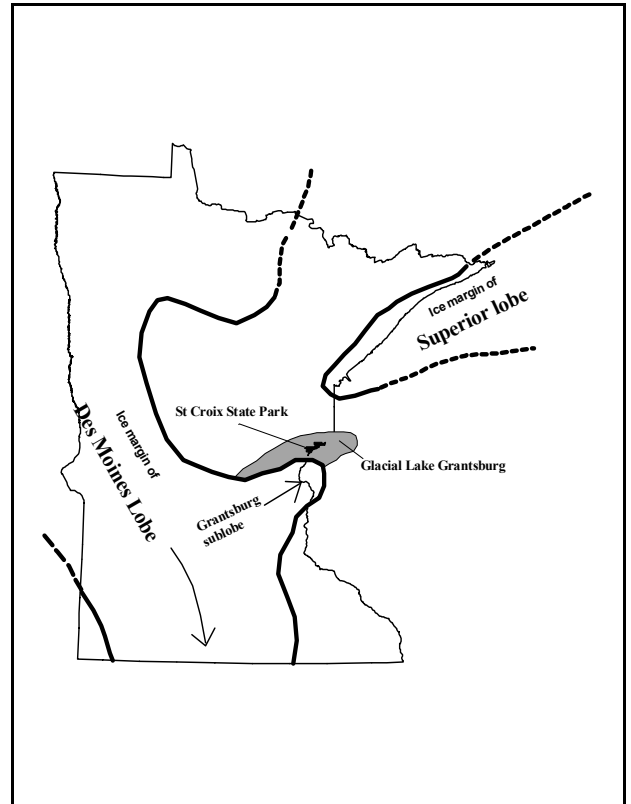 Ice margin of
Superior lobe
St Croix State Park
Ice margin of
Des Moines Lobe
Glacial Lake Grantsburg
Grantsburg
sublobe